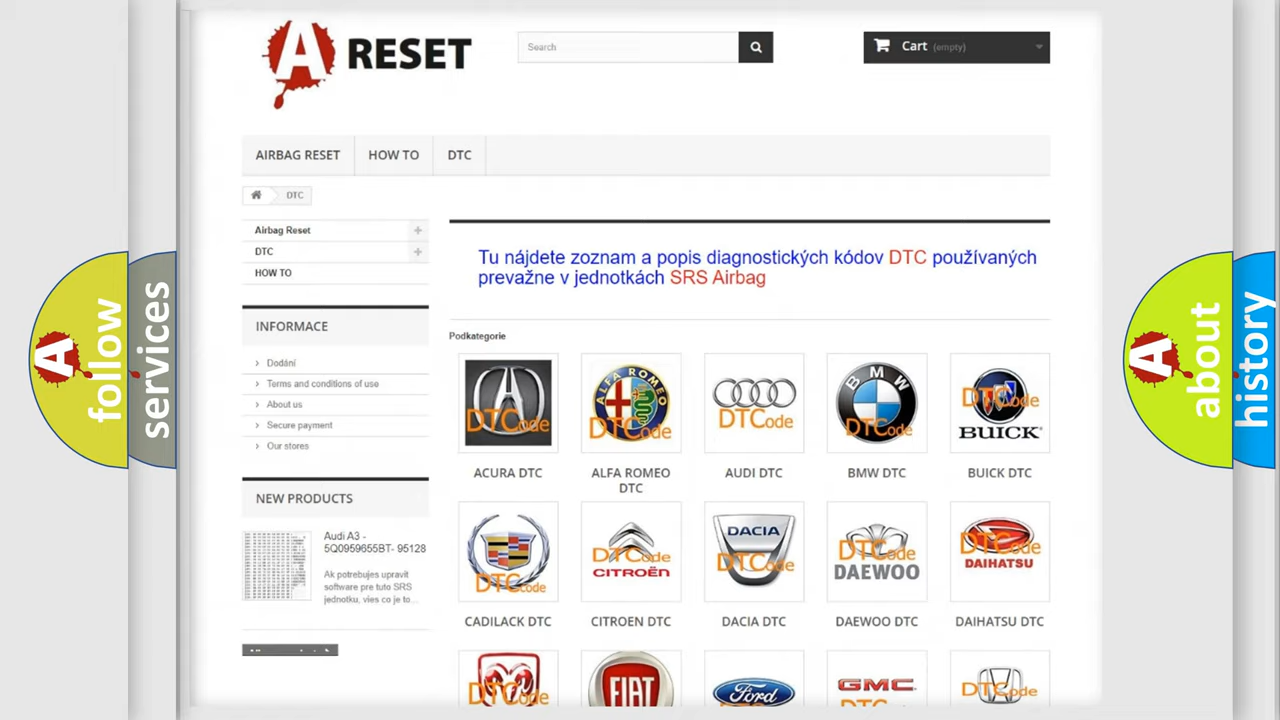 A RESET
Search
Cart (empty)
AIRBAG RESET
HOW TO
DTC
DTC
Airbag Reset
DTC
HOW TO
Tu nájdete zoznam a popis diagnostických kódov DTC používaných
prevažne v jednotkách SRS Airbag
INFORMACE
Dodání
Terms and conditions of use
About us
Secure payment
Our stores
Podkategorie
ALFA ROMEO
BMW
BUICK
DTCode
DTCode
DTCode
DTCode
DTCode
ACURA DTC
ALFA ROMEO
DTC
AUDI DTC
BMW DTC
BUICK DTC
NEW PRODUCTS
Audi A3 -
5Q0959655BT- 95128
Ak potrebujes upravit
software pre tuto SRS
jednotku, vies co je to...
DTCode
DTCode
CITROËN
DACIA
DTCode
DTCode
DAEWOO
DTCode
DAIHATSU
CADILACK DTC
CITROEN DTC
DACIA DTC
DAEWOO DTC
DAIHATSU DTC
DTCode
FIAT
Ford
GMC
DTCode
A follow
services
A about
history